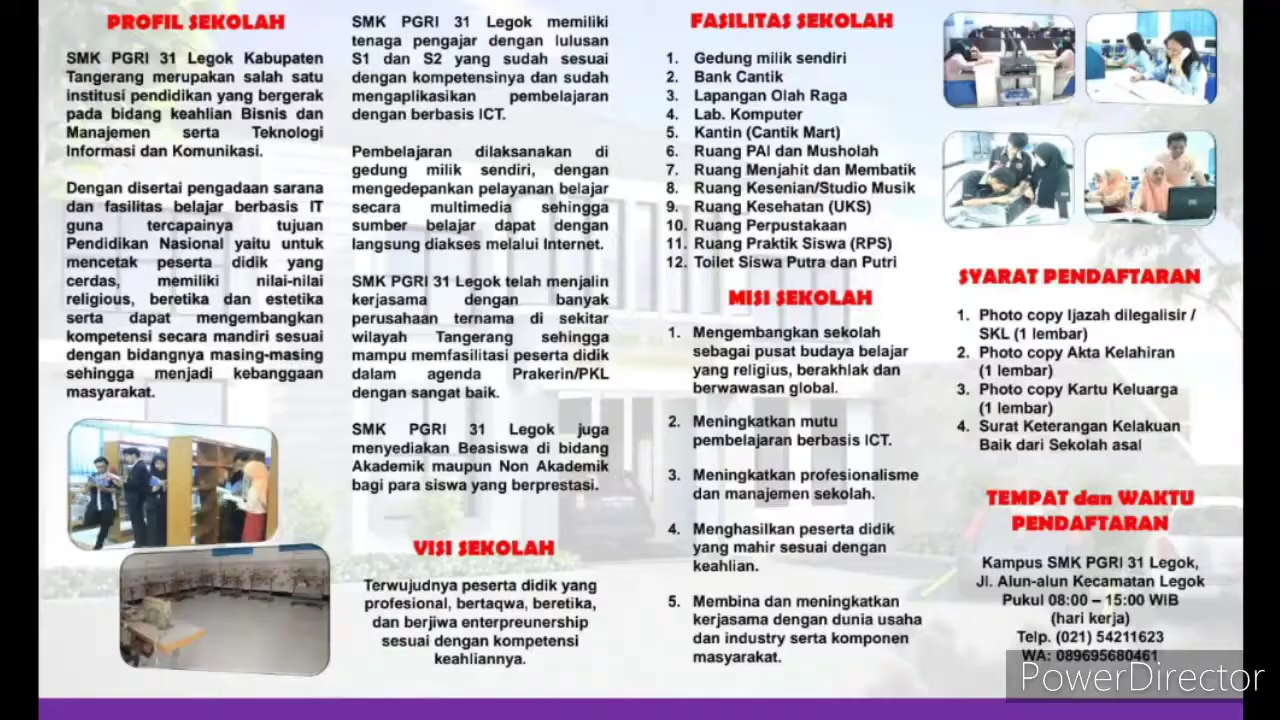 PROFIL SEKOLAH
SMK PGRI 31 Legok Kabupaten
Tangerang merupakan salah satu
institusi pendidikan yang bergerak
pada bidang keahlian Bisnis dan
Manajemen serta Teknologi
Informasi dan Komunikasi.
Dengan disertai pengadaan sarana
dan fasilitas belajar berbasis IT
guna tercapainya tujuan
Pendidikan Nasional yaitu untuk
mencetak peserta didik yang
cerdas, memiliki nilai-nilai
religious, beretika dan estetika
serta dapat mengembangkan
kompetensi secara mandiri sesuai
dengan bidangnya masing-masing
sehingga menjadi kebanggaan
masyarakat.
SMK PGRI 31 Legok memiliki
tenaga pengajar dengan lulusan
S1 dan S2 yang sudah sesuai
dengan kompetensinya dan sudah
mengaplikasikan pembelajaran
dengan berbasis ICT.
Pembelajaran dilaksanakan di
gedung milik sendiri, dengan
mengedepankan pelayanan belajar
secara multimedia sehingga
sumber belajar dapat dengan
langsung diakses melalui Internet.
SMK PGRI 31 Legok telah menjalin
kerjasama dengan banyak
perusahaan ternama di sekitar
wilayah Tangerang sehingga
mampu memfasilitasi peserta didik
dalam agenda Prakerin/PKL
dengan sangat baik.
SMK PGRI 31 Legok juga
menyediakan Beasiswa di bidang
Akademik maupun Non Akademik
bagi para siswa yang berprestasi.
VISI SEKOLAH
Terwujudnya peserta didik yang
profesional, bertaqwa, beretika,
dan berjiwa enterpreunership
sesuai dengan kompetensi
keahliannya.
FASILITAS SEKOLAH
1. Gedung milik sendiri
2. Bank Cantik
3. Lapangan Olah Raga
4. Lab. Komputer
5. Kantin (Cantik Mart)
6. Ruang PAI dan Musholah
7. Ruang Menjahit dan Membatik
8. Ruang Kesenian/Studio Musik
9. Ruang Kesehatan (UKS)
10. Ruang Perpustakaan
11. Ruang Praktik Siswa (RPS)
12. Toilet Siswa Putra dan Putri
MISI SEKOLAH
1. Mengembangkan sekolah
sebagai pusat budaya belajar
yang religius, berakhlak dan
berwawasan global.
2. Meningkatkan mutu
pembelajaran berbasis ICT.
3. Meningkatkan profesionalisme
dan manajemen sekolah.
4. Menghasilkan peserta didik
yang mahir sesuai dengan
keahlian.
5. Membina dan meningkatkan
kerjasama dengan dunia usaha
dan industry serta komponen
masyarakat.
SYARAT PENDAFTARAN
1. Photo copy Ijazah dilegalisir /
SKL (1 lembar)
2. Photo copy Akta Kelahiran
(1 lembar)
3. Photo copy Kartu Keluarga
(1 lembar)
4. Surat Keterangan Kelakuan
Baik dari Sekolah asal
TEMPAT dan WAKTU
PENDAFTARAN
Kampus SMK PGRI 31 Legok,
Jl. Alun-alun Kecamatan Legok
Pukul 08:00 – 15:00 WIB
(hari kerja)
Telp. (021) 54211623
WA: 089695680461
PowerDirector